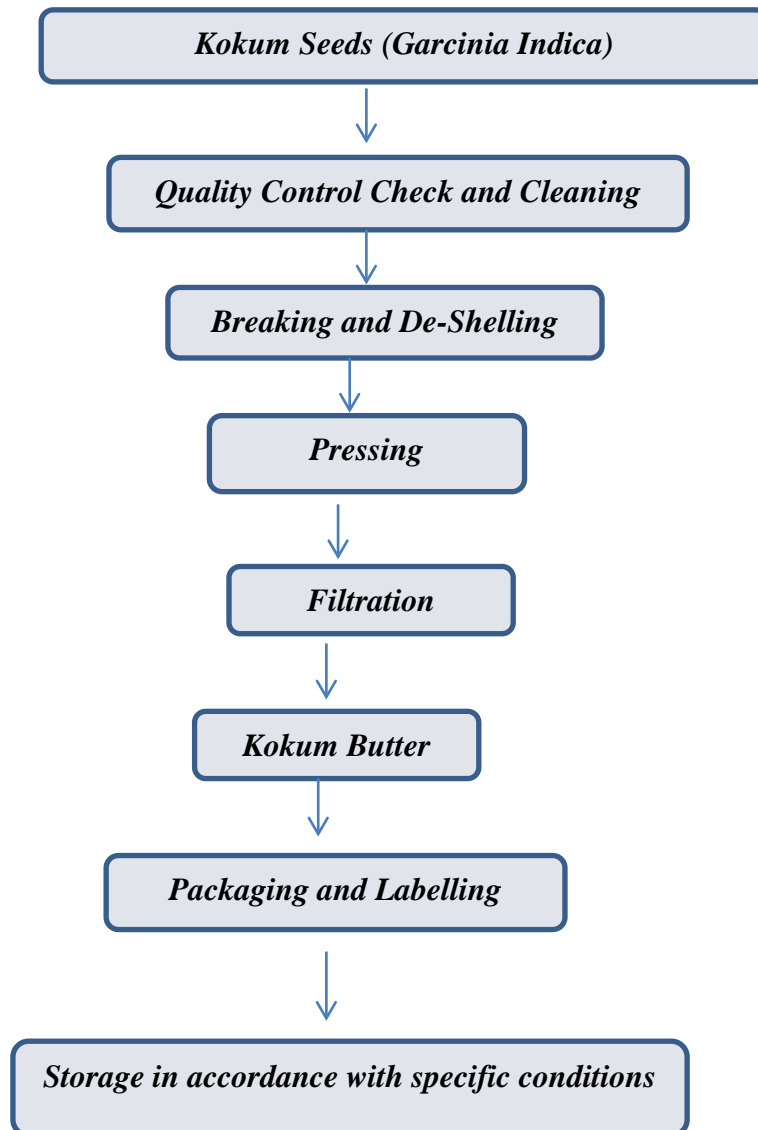 Kokum Seeds (Garcinia Indica)
Quality Control Check and Cleaning
Breaking and De-Shelling
Pressing
Filtration
Kokum Butter
Packaging and Labelling
Storage in accordance with specific conditions